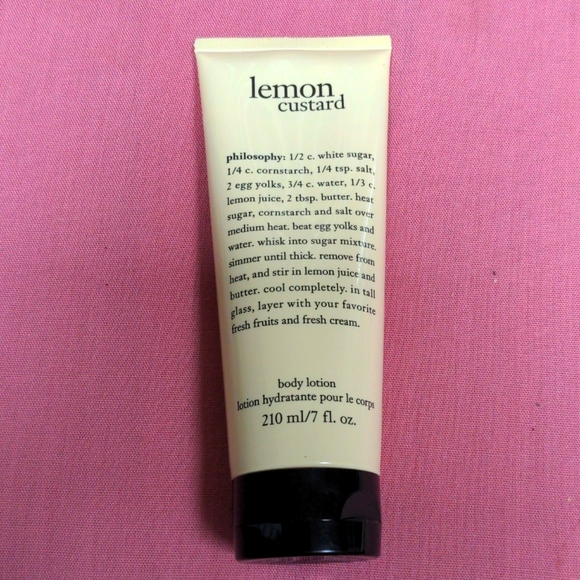 lemon
custard
philosophy: 1/2 c. white sugar,
1/4 c. cornstarch, 1/4 tsp. salt,
2 egg yolks, 3/4 c. water, 1/3 c.
lemon juice, 2 tbsp. butter. heat
sugar, cornstarch and salt over
medium heat. beat egg yolks and
water. whisk into sugar mixture.
simmer until thick. remove from
heat, and stir in lemon juice and
butter. cool completely. in tall
glass, layer with your favorite
fresh fruits and fresh cream.
body lotion
lotion hydratante pour le corps
210 ml/7 fl. oz.